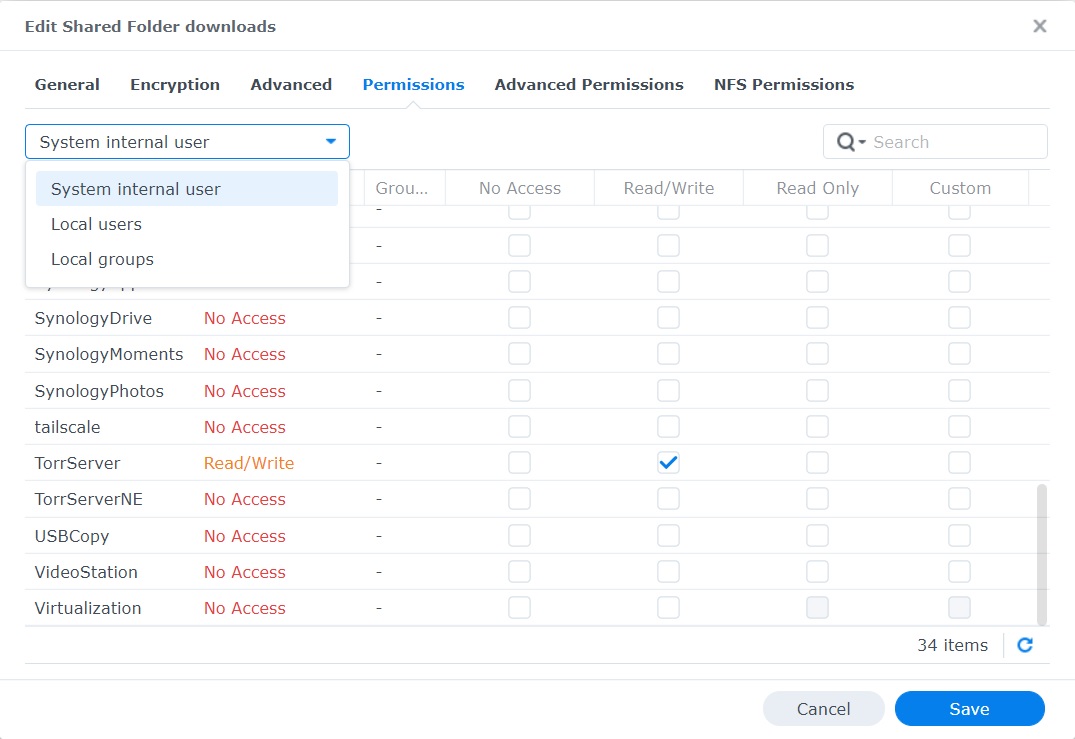 Edit Shared Folder downloads
General Encryption Advanced Permissions Advanced Permissions NFS Permissions
System internal user Search
Grou... No Access Read/Write Read Only Custom
System internal user
Local users
Local groups
-
-
-
SynologyDrive No Access -
SynologyMoments No Access -
SynologyPhotos No Access -
tailscale No Access -
TorrServer Read/Write -
TorrServerNE No Access -
USBCopy No Access -
VideoStation No Access -
Virtualization No Access -
34 items
Cancel Save